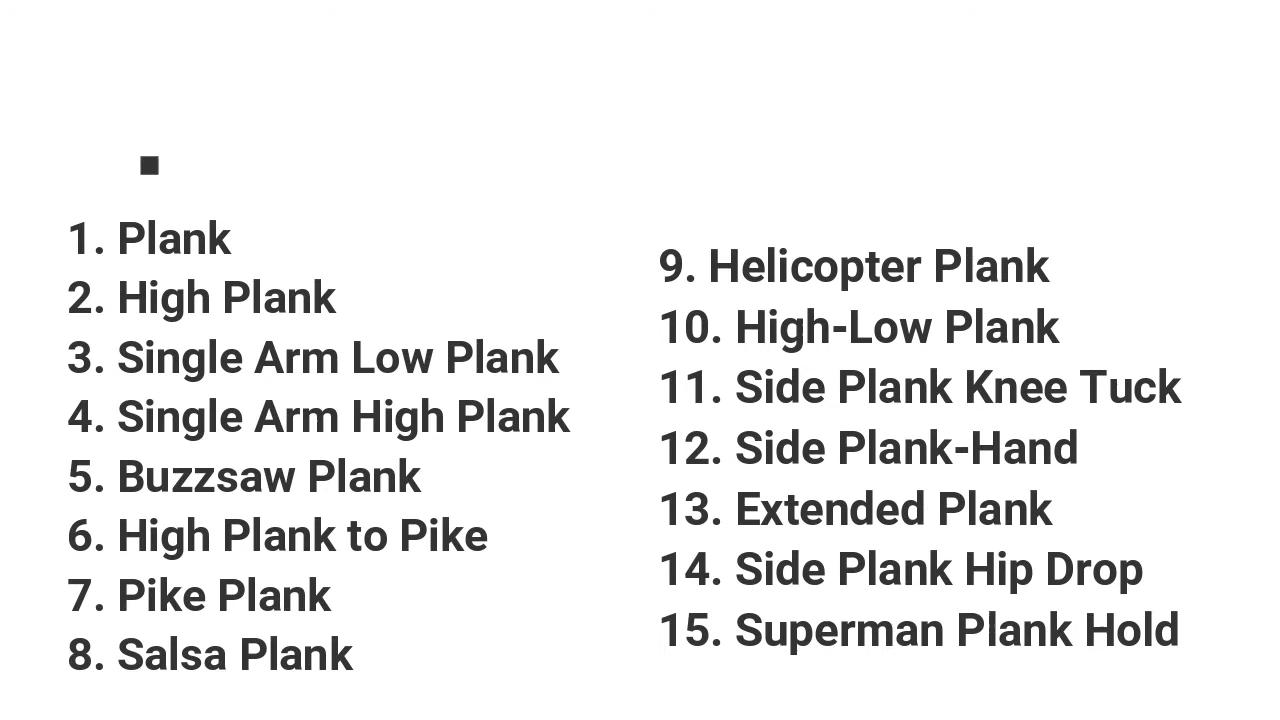 1. Plank
2. High Plank
3. Single Arm Low Plank
4. Single Arm High Plank
5. Buzzsaw Plank
6. High Plank to Pike
7. Pike Plank
8. Salsa Plank
9. Helicopter Plank
10. High-Low Plank
11. Side Plank Knee Tuck
12. Side Plank-Hand
13. Extended Plank
14. Side Plank Hip Drop
15. Superman Plank Hold